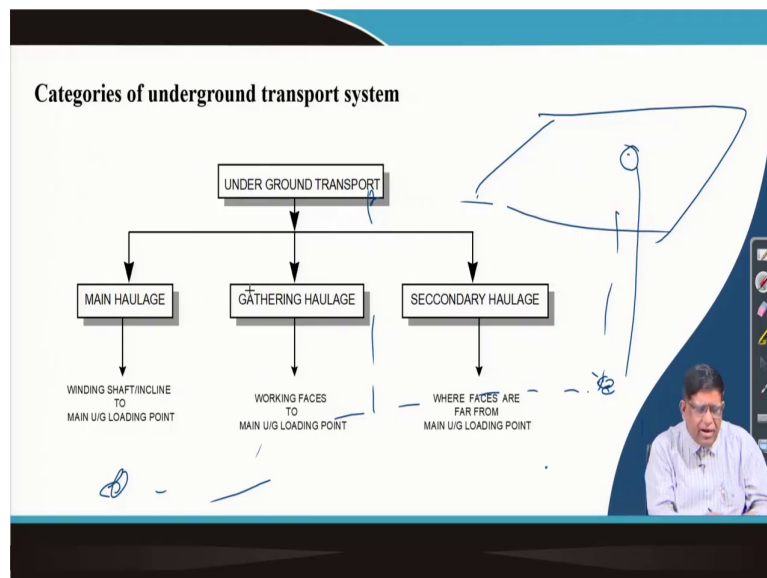 Categories of underground transport system
UNDER GROUND TRANSPORT
MAIN HAULAGE
GATHERING HAULAGE
SECCONDARY HAULAGE
WINDING SHAFT/INCLINE
TO
MAIN U/G LOADING POINT
WORKING FACES
TO
MAIN U/G LOADING POINT
WHERE FACES ARE
FAR FROM
MAIN U/G LOADING POINT